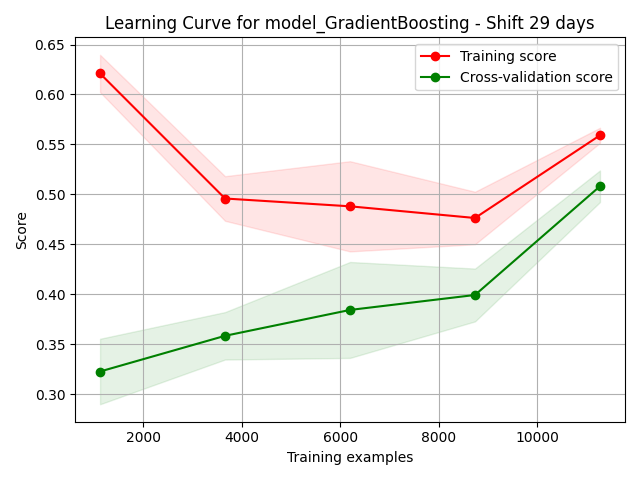 Learning Curve for model_GradientBoosting - Shift 29 days
Training score
Cross-validation score
Score
0.65
0.60
0.55
0.50
0.45
0.40
0.35
0.30
2000
4000
6000
8000
10000
Training examples